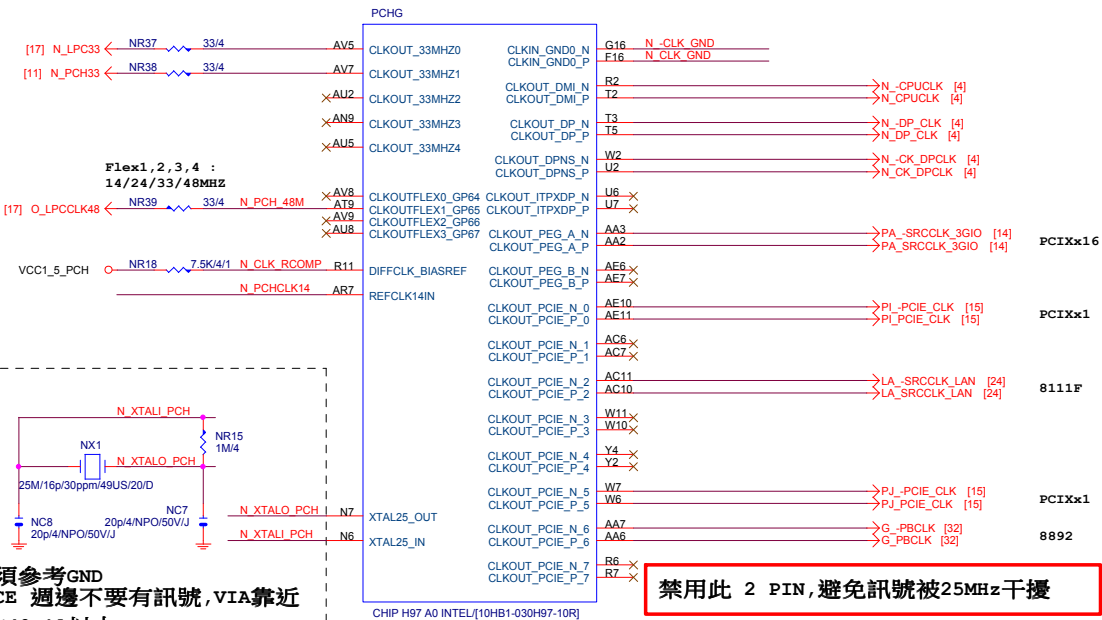 PCHG
[17] N_LPC33 NR37 33/4 AV5 CLKOUT_33MHZ0
[11] N_PCH33 NR38 33/4 AV7 CLKOUT_33MHZ1
AU2 CLKOUT_33MHZ2
AN9 CLKOUT_33MHZ3
AU5 CLKOUT_33MHZ4
Flex1,2,3,4 :
14/24/33/48MHZ
AV8 CLKOUTFLEX0_GP64
[17] O_LPCCLK48 NR39 33/4 N_PCH_48M AT9 CLKOUTFLEX1_GP65
AV9 CLKOUTFLEX2_GP66
AU8 CLKOUTFLEX3_GP67
VCC1_5_PCH NR18 7.5K/4/1 N_CLK_RCOMP R11 DIFFCLK_BIASREF
N_PCHCLK14 AR7 REFCLK14IN
N_XTALI_PCH
NR15
1M/4
NX1
N_XTALO_PCH
25M/16p/30ppm/49US/20/D
NC8
20p/4/NPO/50V/J
NC7
20p/4/NPO/50V/J
N_XTALO_PCH N7 XTAL25_OUT
N_XTALI_PCH N6 XTAL25_IN
須參考GND
CE 週邊不要有訊號,VIA靠近
CLKIN_GND0_N G16 N_-CLK_GND
CLKIN_GND0_P F16 N_CLK_GND
CLKOUT_DMI_N R2 N_-CPUCLK [4]
CLKOUT_DMI_P T2 N_CPUCLK [4]
CLKOUT_DP_N T3 N_-DP_CLK [4]
CLKOUT_DP_P T5 N_DP_CLK [4]
CLKOUT_DPNS_N W2 N_-CK_DPCLK [4]
CLKOUT_DPNS_P U2 N_CK_DPCLK [4]
CLKOUT_ITPXDP_N U6
CLKOUT_ITPXDP_P U7
CLKOUT_PEG_A_N AA3 PA_-SRCCLK_3GIO [14]
CLKOUT_PEG_A_P AA2 PA_SRCCLK_3GIO [14]
PCIXx16
CLKOUT_PEG_B_N AE6
CLKOUT_PEG_B_P AE7
CLKOUT_PCIE_N_0 AE10 PI_-PCIE_CLK [15]
CLKOUT_PCIE_P_0 AE11 PI_PCIE_CLK [15]
PCIXx1
CLKOUT_PCIE_N_1 AC6
CLKOUT_PCIE_P_1 AC7
CLKOUT_PCIE_N_2 AC11 LA_-SRCCLK_LAN [24]
CLKOUT_PCIE_P_2 AC10 LA_SRCCLK_LAN [24]
8111F
CLKOUT_PCIE_N_3 W11
CLKOUT_PCIE_P_3 W10
CLKOUT_PCIE_N_4 Y4
CLKOUT_PCIE_P_4 Y2
CLKOUT_PCIE_N_5 W7 PJ_-PCIE_CLK [15]
CLKOUT_PCIE_P_5 W6 PJ_PCIE_CLK [15]
PCIXx1
CLKOUT_PCIE_N_6 AA7 G_-PBCLK [32]
CLKOUT_PCIE_P_6 AA6 G_PBCLK [32]
8892
CLKOUT_PCIE_N_7 R6
CLKOUT_PCIE_P_7 R7
禁用此 2 PIN,避免訊號被25MHz干擾
CHIP H97 A0 INTEL/[10HB1-030H97-10R]